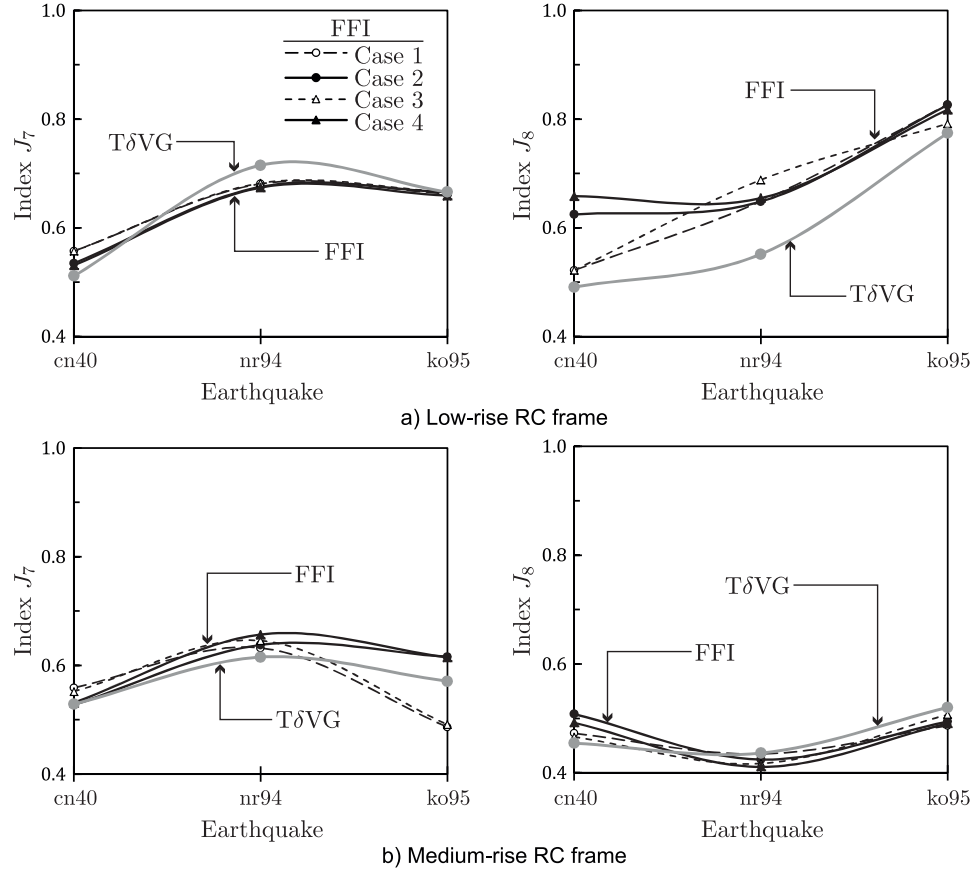 1.0
0.8
0.6
0.4
Index J7
FFI
Case 1
Case 2
Case 3
Case 4
TδVG
FFI
cn40
nr94
ko95
Earthquake
1.0
0.8
0.6
0.4
Index J8
FFI
TδVG
cn40
nr94
ko95
Earthquake
a) Low-rise RC frame
1.0
0.8
0.6
0.4
Index J7
FFI
TδVG
cn40
nr94
ko95
Earthquake
1.0
0.8
0.6
0.4
Index J8
TδVG
FFI
cn40
nr94
ko95
Earthquake
b) Medium-rise RC frame